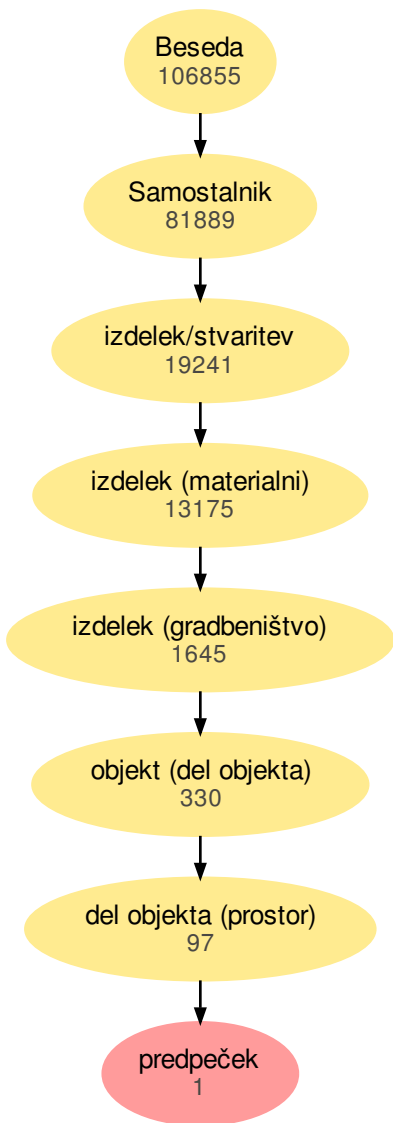 Beseda
106855
Samostalnik
81889
izdelek/stvaritev
19241
izdelek (materialni)
13175
izdelek (gradbeništvo)
1645
objekt (del objekta)
330
del objekta (prostor)
97
predpeček
1